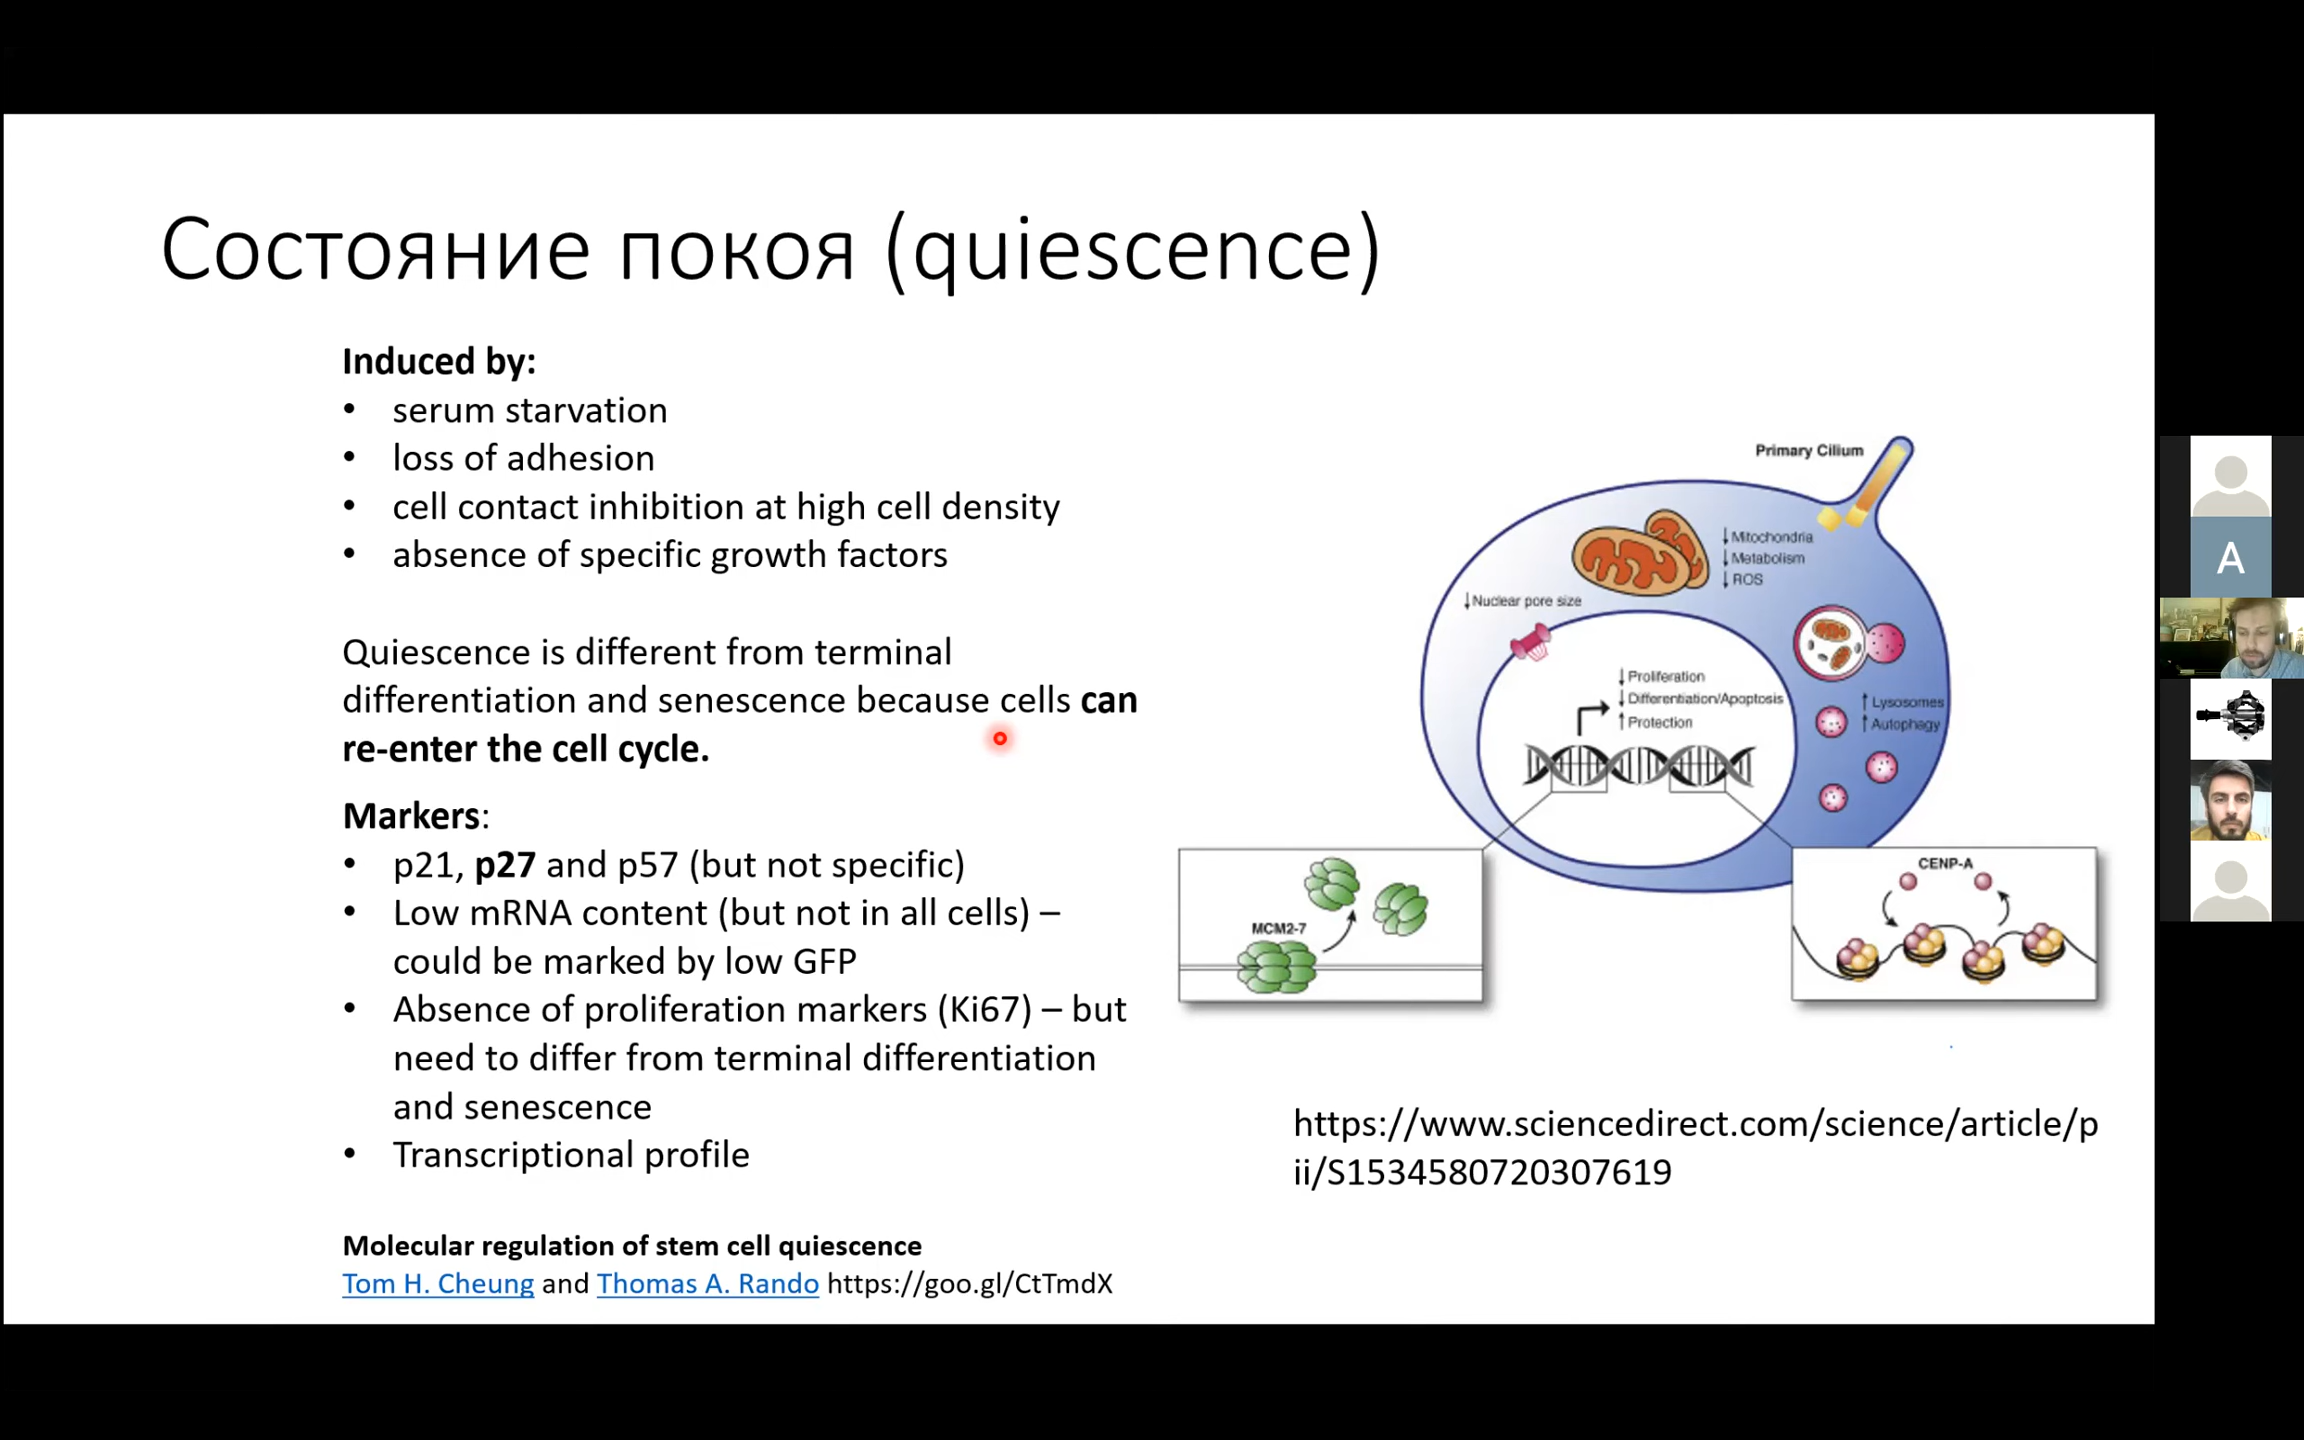 Состояние покоя (quiescence)
Induced by:
• serum starvation
• loss of adhesion
• cell contact inhibition at high cell density
• absence of specific growth factors
Quiescence is different from terminal
differentiation and senescence because cells can
re-enter the cell cycle.
Markers:
• p21, p27 and p57 (but not specific)
• Low mRNA content (but not in all cells) –
could be marked by low GFP
• Absence of proliferation markers (Ki67) – but
need to differ from terminal differentiation
and senescence
• Transcriptional profile
Molecular regulation of stem cell quiescence
Tom H. Cheung and Thomas A. Rando https://goo.gl/CtTmdX
Primary Cilium
↓Mitochondria
↓Metabolism
↓ROS
↓Nuclear pore size
↓Proliferation
↓Differentiation/Apoptosis
↑Protection
↑Lysosomes
↑Autophagy
MCM2-7
CENP-A
https://www.sciencedirect.com/science/article/p
ii/S1534580720307619
A